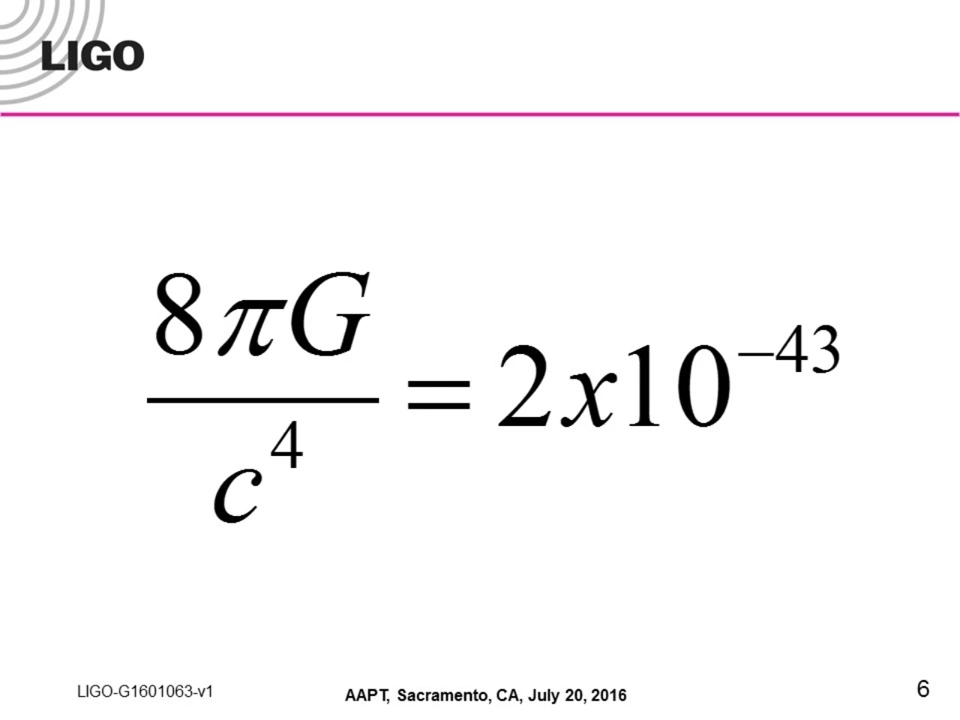 LIGO
8πG
c⁴
= 2x10⁻⁴³
LIGO-G1601063-v1
AAPT, Sacramento, CA, July 20, 2016
6